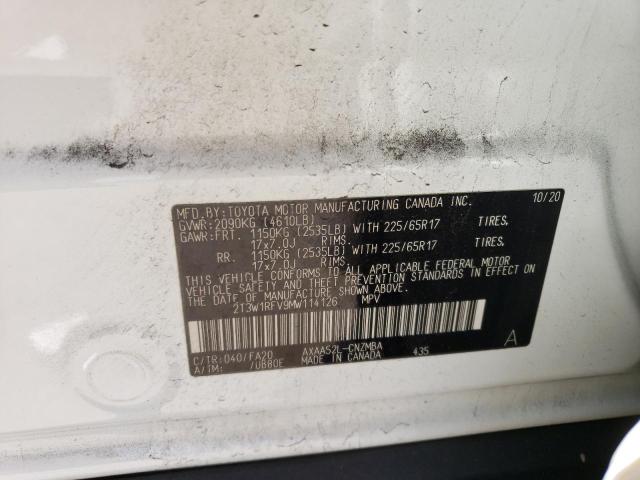 MFD.BY:TOYOTA MOTOR MANUFACTURING CANADA INC. 10/20
GVWR:2090KG (4610LB)
GAWR:FRT. 1150KG (2535LB) WITH 225/65R17 TIRES.
17x7.0J RIMS.
RR. 1150KG (2535LB) WITH 225/65R17 TIRES.
17x7.0J RIMS.
THIS VEHICLE CONFORMS TO ALL APPLICABLE FEDERAL MOTOR
VEHICLE SAFETY AND THEFT PREVENTION STANDARDS IN EFFECT ON
THE DATE OF MANUFACTURE SHOWN ABOVE.
2T3W1RFV9MW114126 MPV
A
C/TR:040/FA20 AXAA52L-CNZMBA 435
A/TM: /UB80E MADE IN CANADA